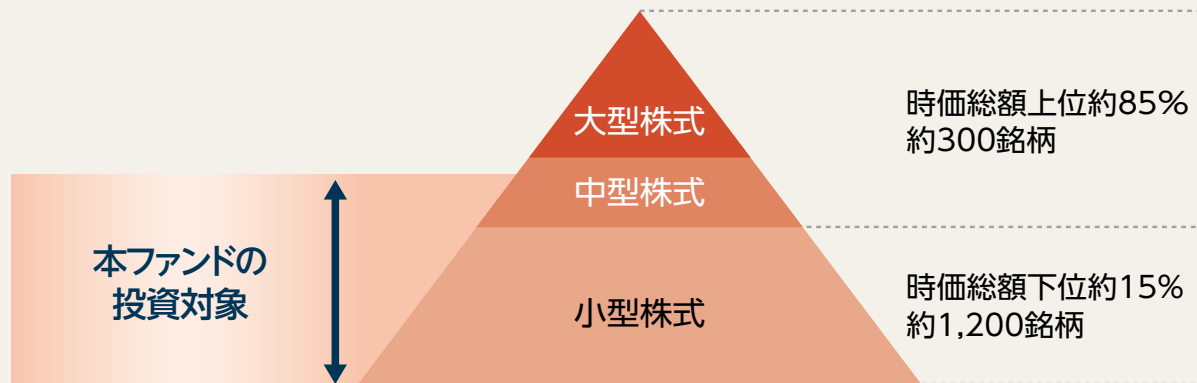 大型株式
時価総額上位約85%
約300銘柄
中型株式
本ファンドの
投資対象
小型株式
時価総額下位約15%
約1,200銘柄